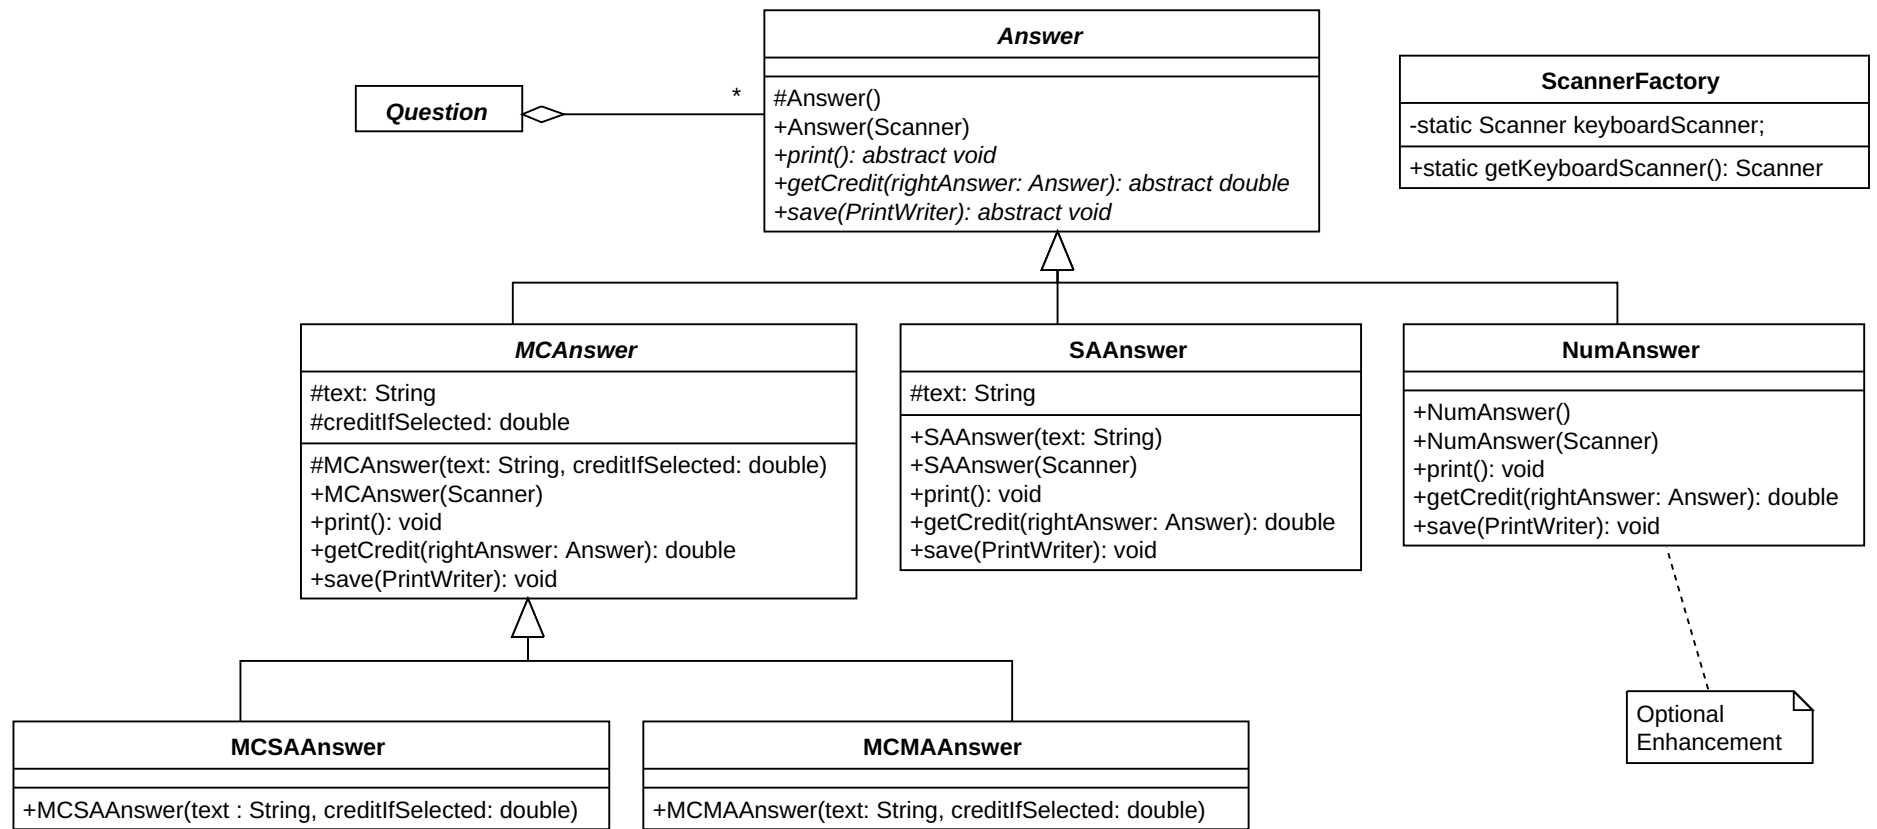 Answer
#Answer()
+Answer(Scanner)
+print(): abstract void
+getCredit(rightAnswer: Answer): abstract double
+save(PrintWriter): abstract void
Question
*
ScannerFactory
-static Scanner keyboardScanner;
+static getKeyboardScanner(): Scanner
MCAnswer
#text: String
#creditIfSelected: double
#MCAnswer(text: String, creditIfSelected: double)
+MCAnswer(Scanner)
+print(): void
+getCredit(rightAnswer: Answer): double
+save(PrintWriter): void
SAAnswer
#text: String
+SAAnswer(text: String)
+SAAnswer(Scanner)
+print(): void
+getCredit(rightAnswer: Answer): double
+save(PrintWriter): void
NumAnswer
+NumAnswer()
+NumAnswer(Scanner)
+print(): void
+getCredit(rightAnswer: Answer): double
+save(PrintWriter): void
MCSAAnswer
+MCSAAnswer(text : String, creditIfSelected: double)
MCMAAnswer
+MCMAAnswer(text: String, creditIfSelected: double)
Optional
Enhancement